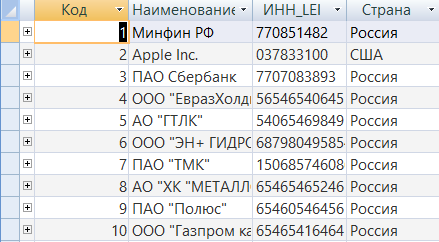 Код Наименование ИНН_LEI Страна
1 Минфин РФ 770851482 Россия
2 Apple Inc. 037833100 США
3 ПАО Сбербанк 7707083893 Россия
4 ООО "ЕвразХолди 56546540645 Россия
5 АО "ГТЛК" 54065469849 Россия
6 ООО "ЭН+ ГИДРО 68798049585 Россия
7 ПАО "ТМК" 15068574608 Россия
8 АО "ХК "МЕТАЛЛО 65465465246 Россия
9 ПАО "Полюс" 65460546456 Россия
10 ООО "Газпром ка 65465416464 Россия